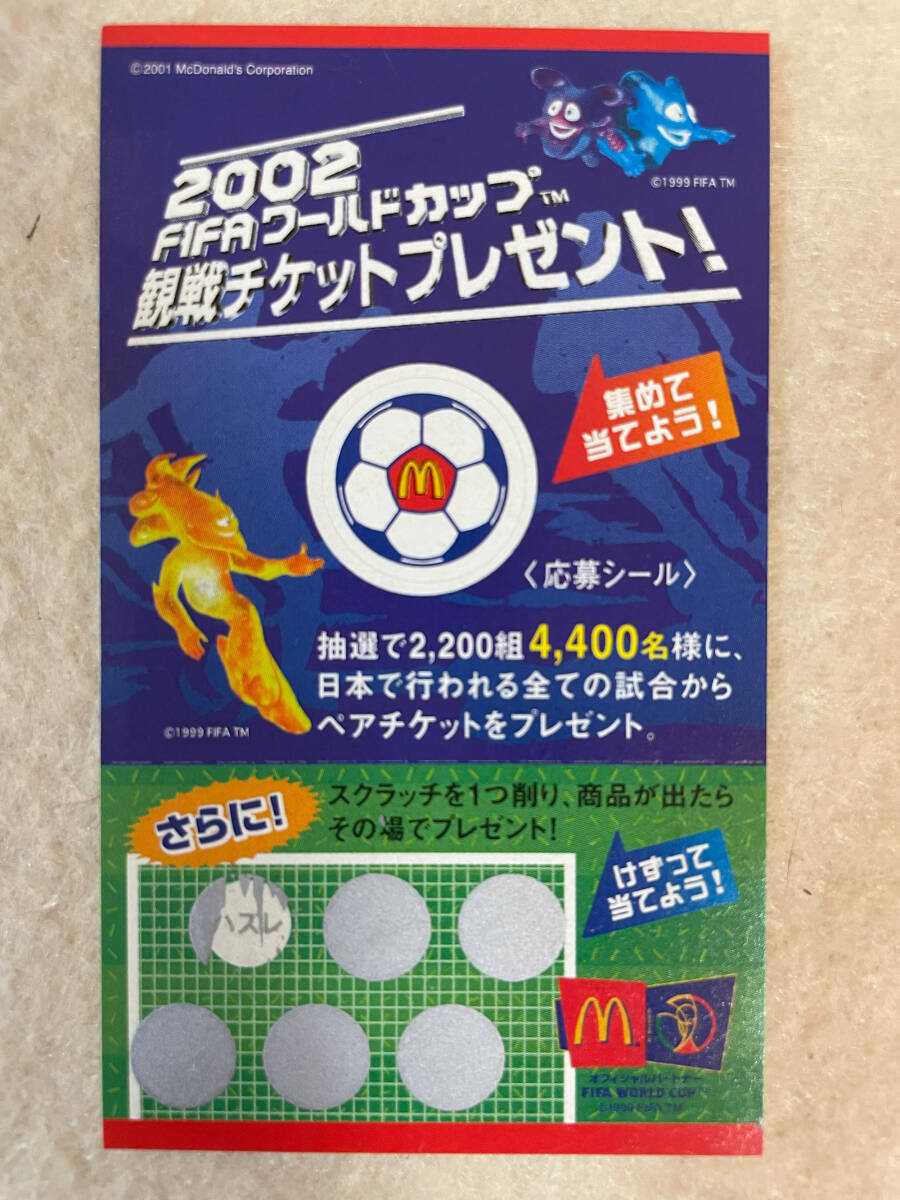 ©2001 McDonald's Corporation
©1999 FIFA TM
2002
FIFAワールドカップ™
観戦チケットプレゼント!
集めて
当てよう!
〈応募シール〉
抽選で2,200組4,400名様に、
日本で行われる全ての試合から
ペアチケットをプレゼント。
©1999 FIFA TM
さらに!
スクラッチを1つ削り、商品が出たら
その場でプレゼント!
けずって
当てよう!
ハズレ
オフィシャルパートナー
FIFA WORLD CUP™
©1999 FIFA TM